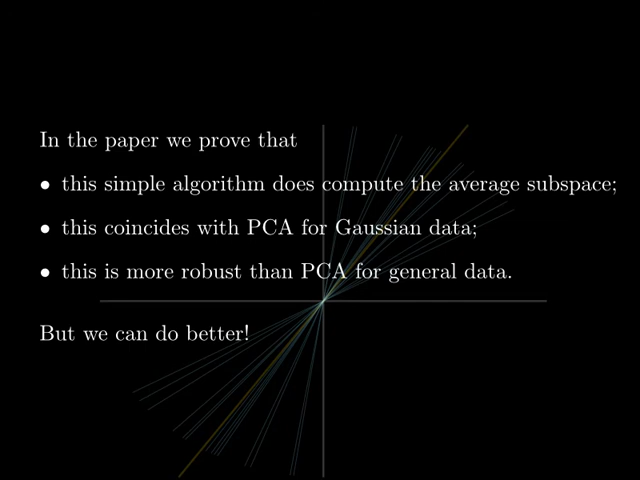 In the paper we prove that
• this simple algorithm does compute the average subspace;
• this coincides with PCA for Gaussian data;
• this is more robust than PCA for general data.
But we can do better!